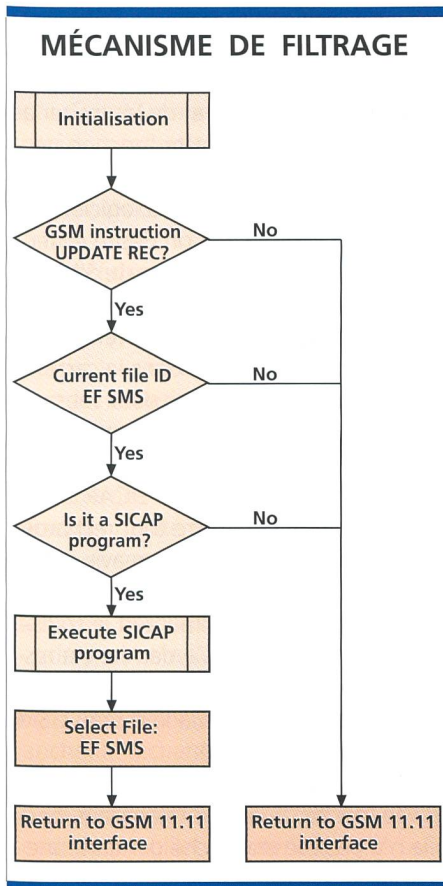 MÉCANISME DE FILTRAGE
Initialisation
GSM instruction
UPDATE REC?
No
Yes
Current file ID
EF SMS
No
Yes
Is it a SICAP
program?
No
Yes
Execute SICAP
program
Select File:
EF SMS
Return to GSM 11.11
interface
Return to GSM 11.11
interface